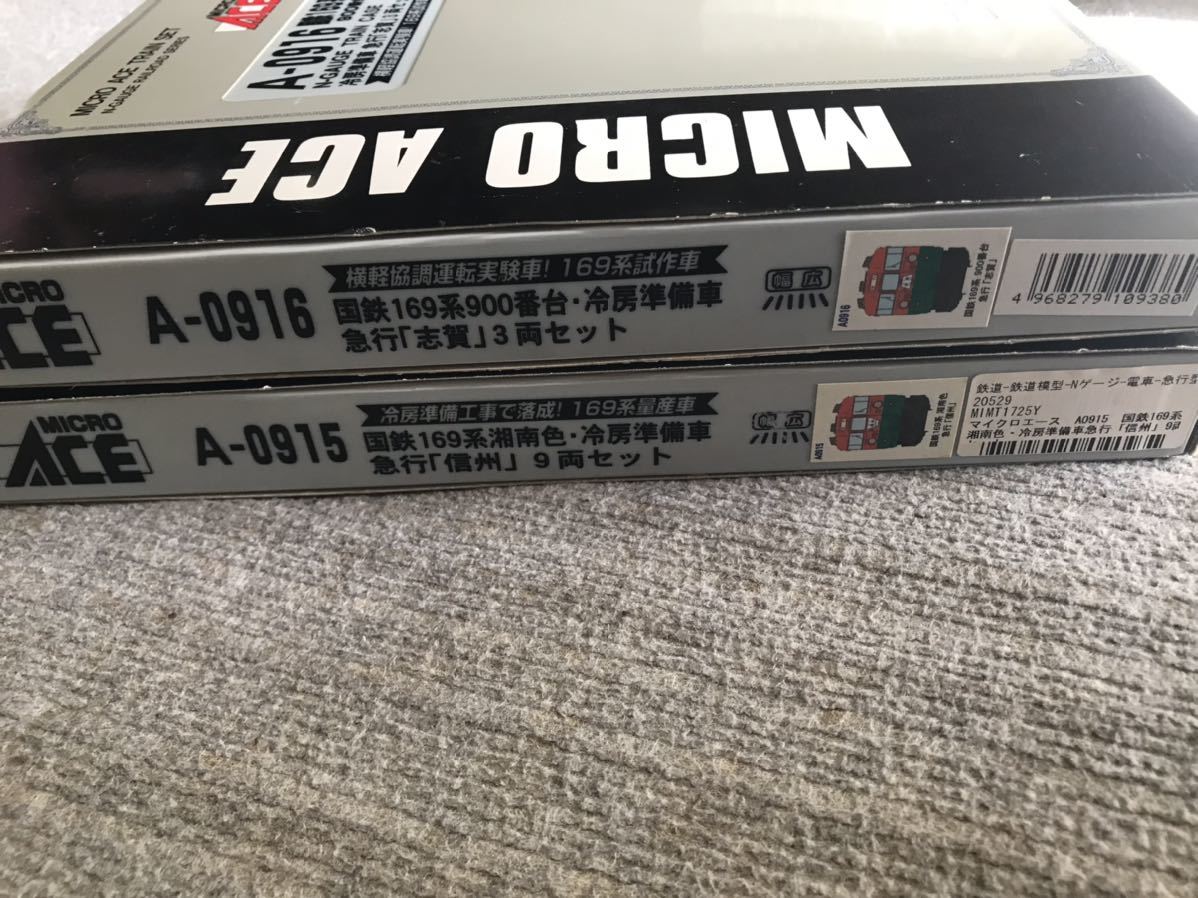 MICRO ACE TRAIN SET
N-GAUGE RAILROAD SERIES
A-0916
N-GAUGE TRAIN CASE
MICRO ACE
MICRO
ACE
A-0916
横軽協調運転実験車! 169系試作車
国鉄169系900番台・冷房準備車
急行「志賀」3両セット
幅広
A0916
国鉄169系900番台
急行「志賀」
4 968279 109380
MICRO
ACE
A-0915
冷房準備工事で落成! 169系量産車
国鉄169系湘南色・冷房準備車
急行「信州」9両セット
幅広
A0915
国鉄169系湘南色
急行「信州」
鉄道-鉄道模型-Nゲージ-電車-急行型
20529
MIMT1725Y
マイクロエース A0915 国鉄169系
湘南色・冷房準備車急行「信州」9両